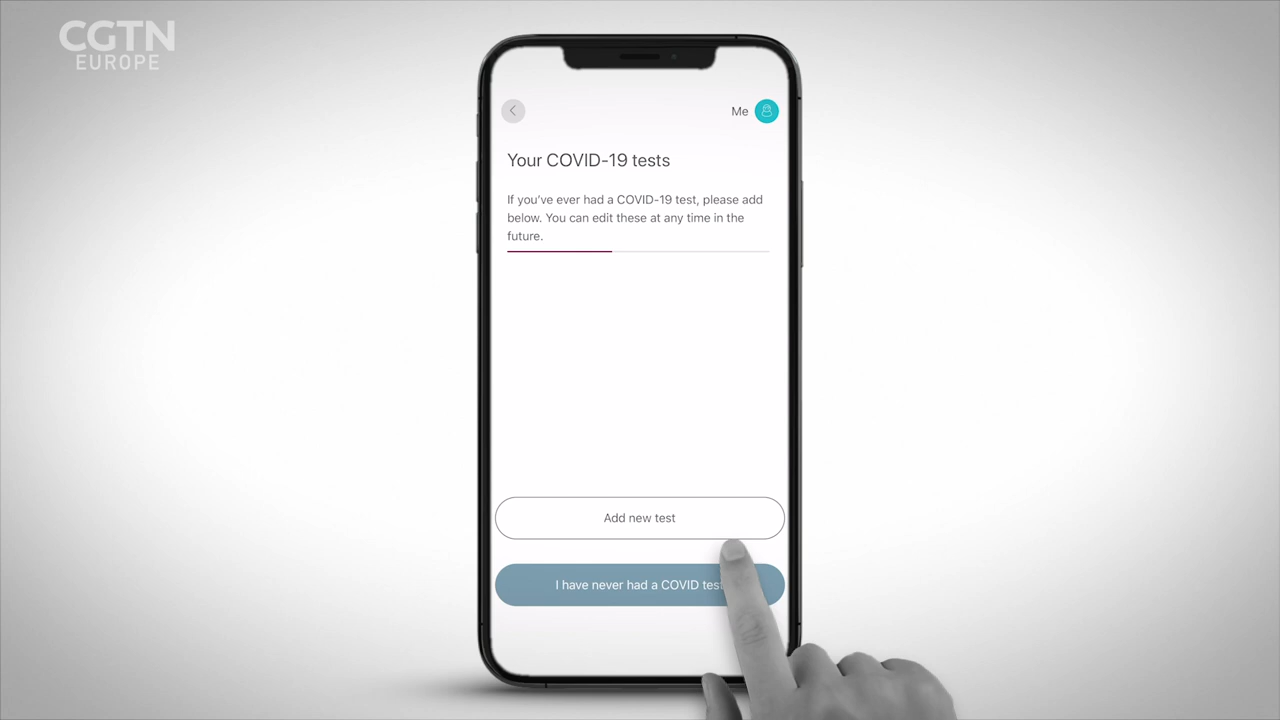 CGTN
EUROPE
Me
Your COVID-19 tests
If you've ever had a COVID-19 test, please add
below. You can edit these at any time in the
future.
Add new test
I have never had a COVID test